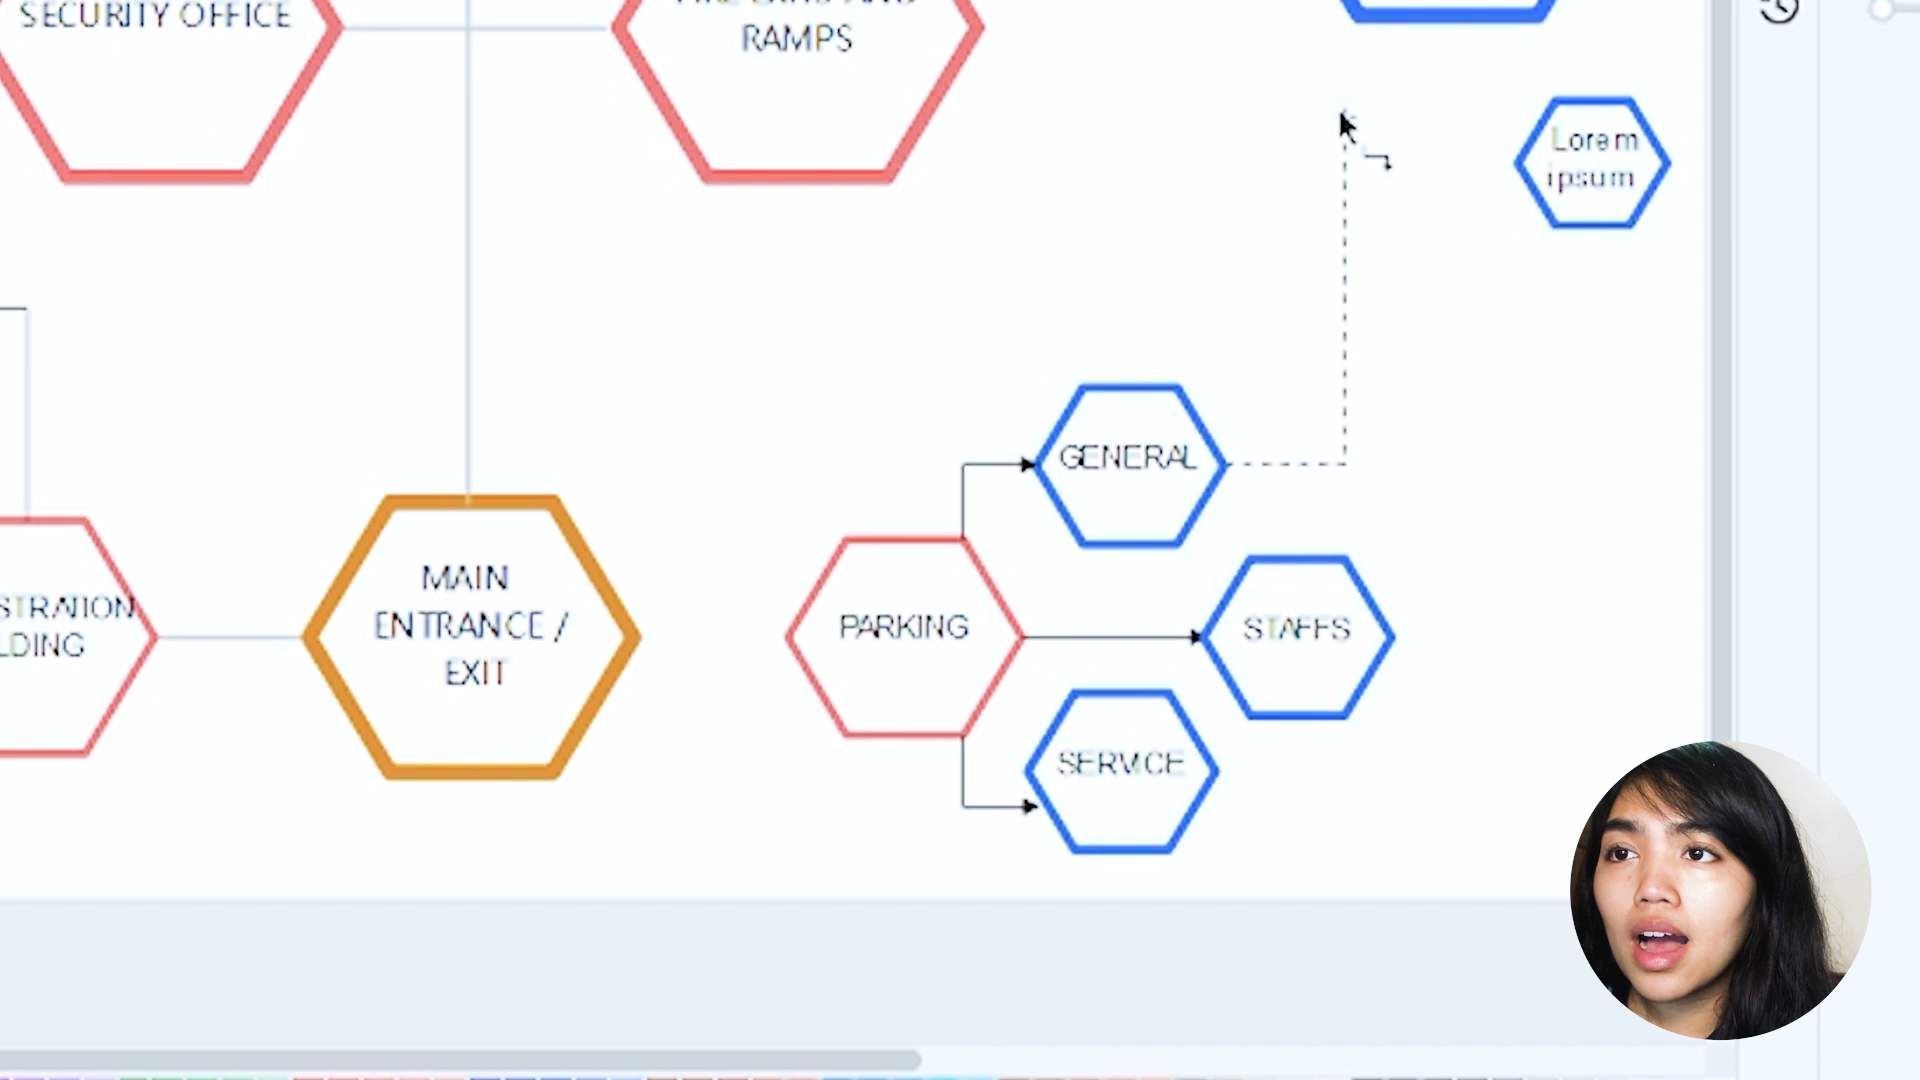 SECURITY OFFICE
RAMPS
Lorem
ipsum
GENERAL
MAIN
ENTRANCE /
EXIT
PARKING
STAFFS
SERVICE
STRATION
LDING